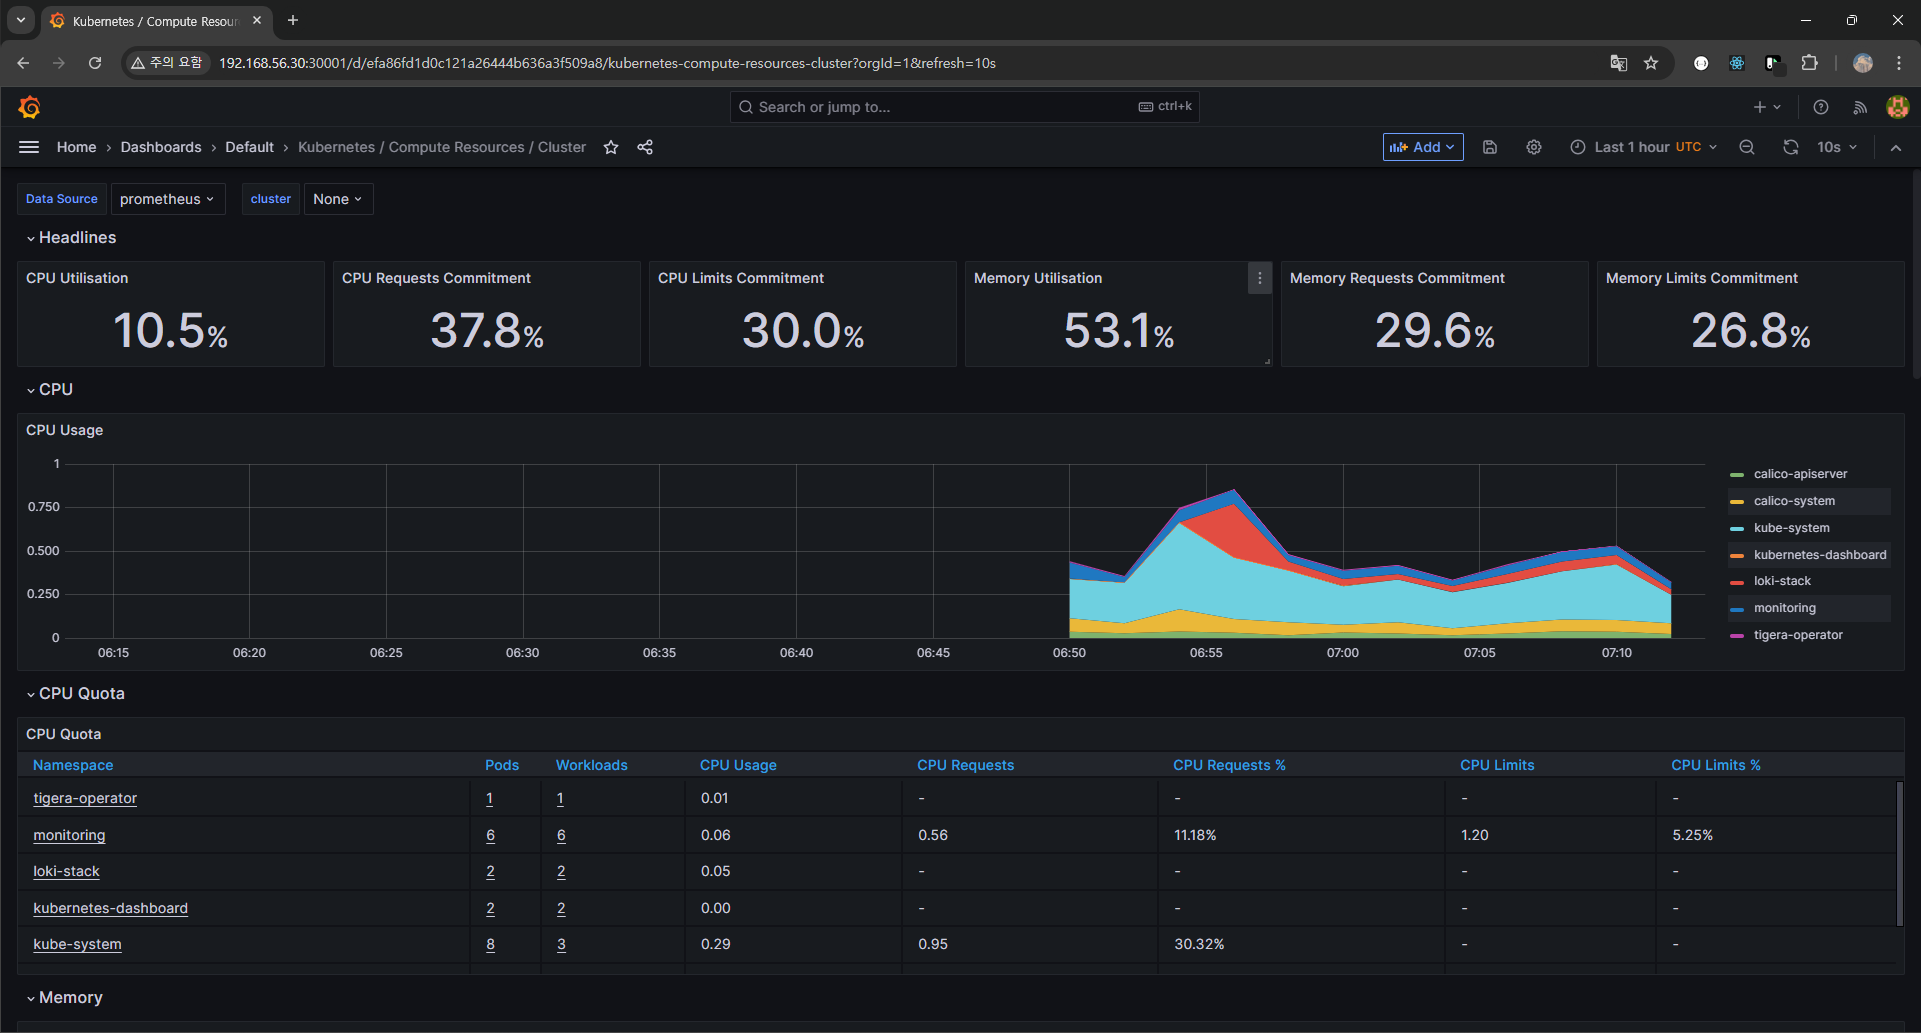 Kubernetes / Compute Resour
주의 요함
192.168.56.30:30001/d/efa86fd1d0c121a26444b636a3f509a8/kubernetes-compute-resources-cluster?orgId=1&refresh=10s
Search or jump to...
ctrl+k
Home › Dashboards › Default › Kubernetes / Compute Resources / Cluster
Add
Last 1 hour UTC
10s
Data Source
prometheus
cluster
None
Headlines
CPU Utilisation
10.5%
CPU Requests Commitment
37.8%
CPU Limits Commitment
30.0%
Memory Utilisation
53.1%
Memory Requests Commitment
29.6%
Memory Limits Commitment
26.8%
CPU
CPU Usage
1
0.750
0.500
0.250
0
06:15 06:20 06:25 06:30 06:35 06:40 06:45 06:50 06:55 07:00 07:05 07:10
calico-apiserver
calico-system
kube-system
kubernetes-dashboard
loki-stack
monitoring
tigera-operator
CPU Quota
CPU Quota
Namespace Pods Workloads CPU Usage CPU Requests CPU Requests % CPU Limits CPU Limits %
tigera-operator 1 1 0.01 - - - -
monitoring 6 6 0.06 0.56 11.18% 1.20 5.25%
loki-stack 2 2 0.05 - - - -
kubernetes-dashboard 2 2 0.00 - - - -
kube-system 8 3 0.29 0.95 30.32% - -
Memory